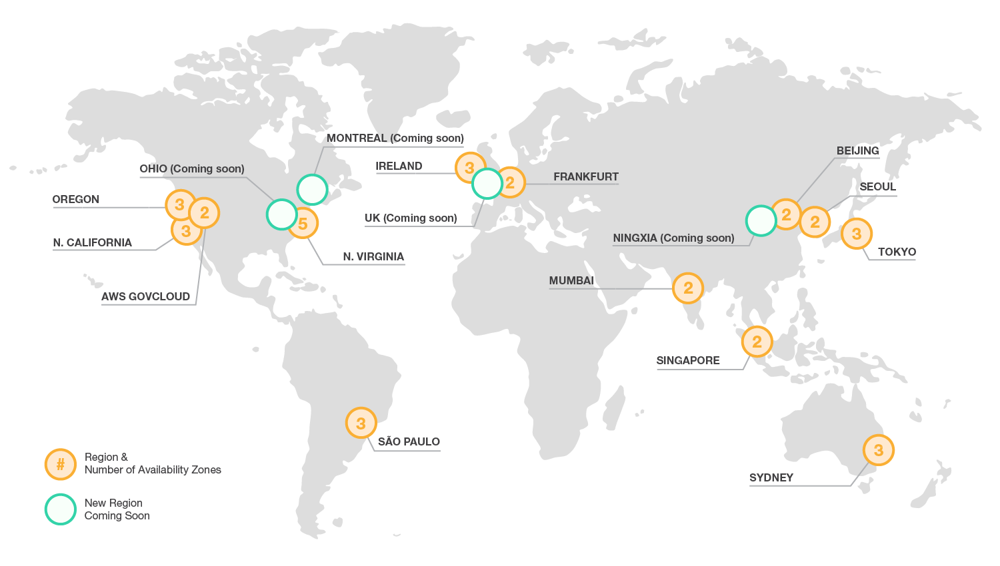 MONTREAL (Coming soon)
OHIO (Coming soon)
IRELAND
3
2
FRANKFURT
BEIJING
SEOUL
OREGON
3
2
5
UK (Coming soon)
2
2
3
N. CALIFORNIA
3
N. VIRGINIA
NINGXIA (Coming soon)
TOKYO
AWS GOVCLOUD
MUMBAI
2
2
SINGAPORE
3
SÃO PAULO
3
SYDNEY
#
Region &
Number of Availability Zones
New Region
Coming Soon